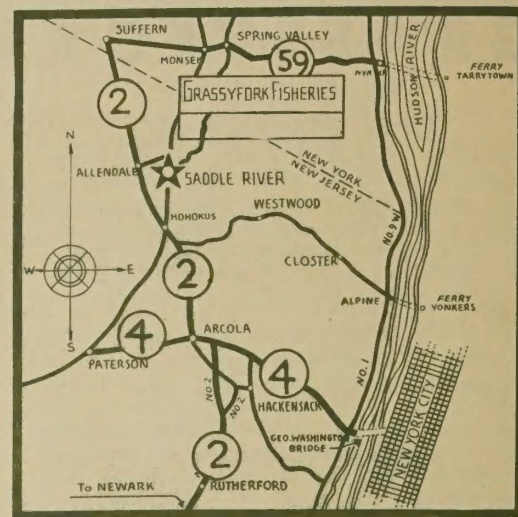 SUFFERN
SPRING VALLEY
MONSEY
59
FERRY
TARRYTOWN
HUDSON RIVER
2
GRASSYFORK FISHERIES
N
NEW YORK
NEW JERSEY
ALLENDALE
SADDLE RIVER
WESTWOOD
HOHOKUS
NO. 9 W
W
E
2
CLOSTER
ALPINE
FERRY
YONKERS
S
4
ARCOLA
PATERSON
NO. 1
4
NO. 2
NO. 2
HACKENSACK
NEW YORK CITY
GEO. WASHINGTON
BRIDGE
2
TO NEWARK
RUTHERFORD